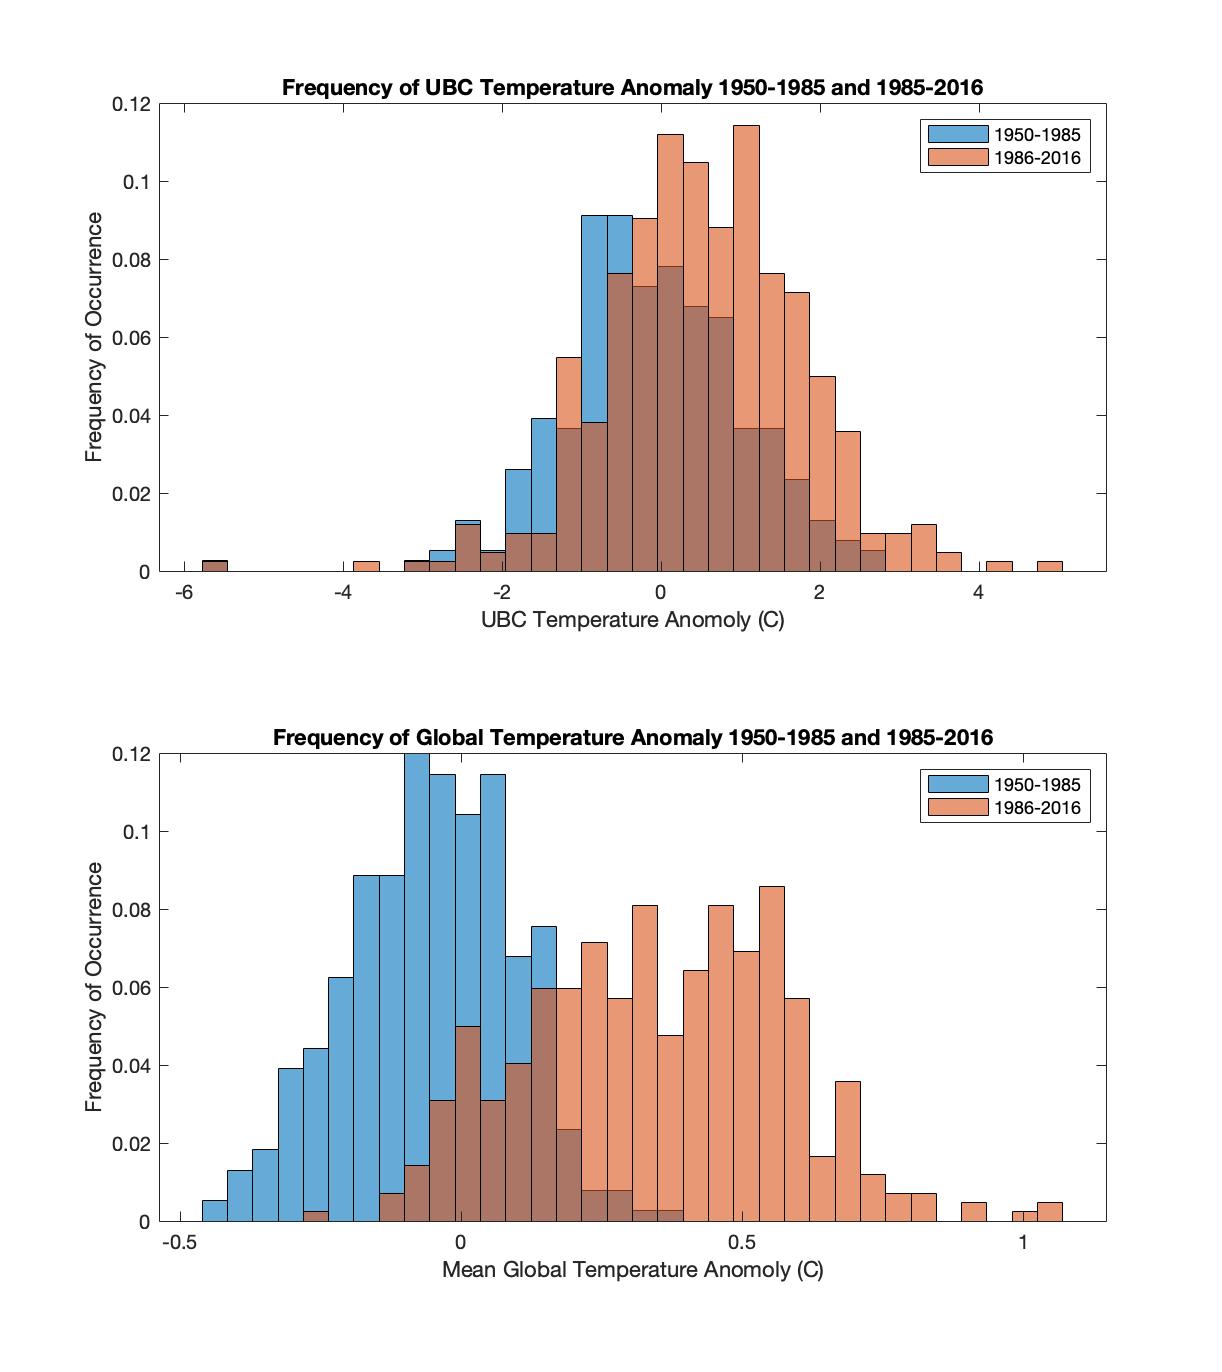 Frequency of UBC Temperature Anomaly 1950-1985 and 1985-2016
0.12
0.1
0.08
0.06
0.04
0.02
0
Frequency of Occurrence
1950-1985
1986-2016
-6 -4 -2 0 2 4
UBC Temperature Anomoly (C)
Frequency of Global Temperature Anomaly 1950-1985 and 1985-2016
0.12
0.1
0.08
0.06
0.04
0.02
0
Frequency of Occurrence
1950-1985
1986-2016
-0.5 0 0.5 1
Mean Global Temperature Anomoly (C)